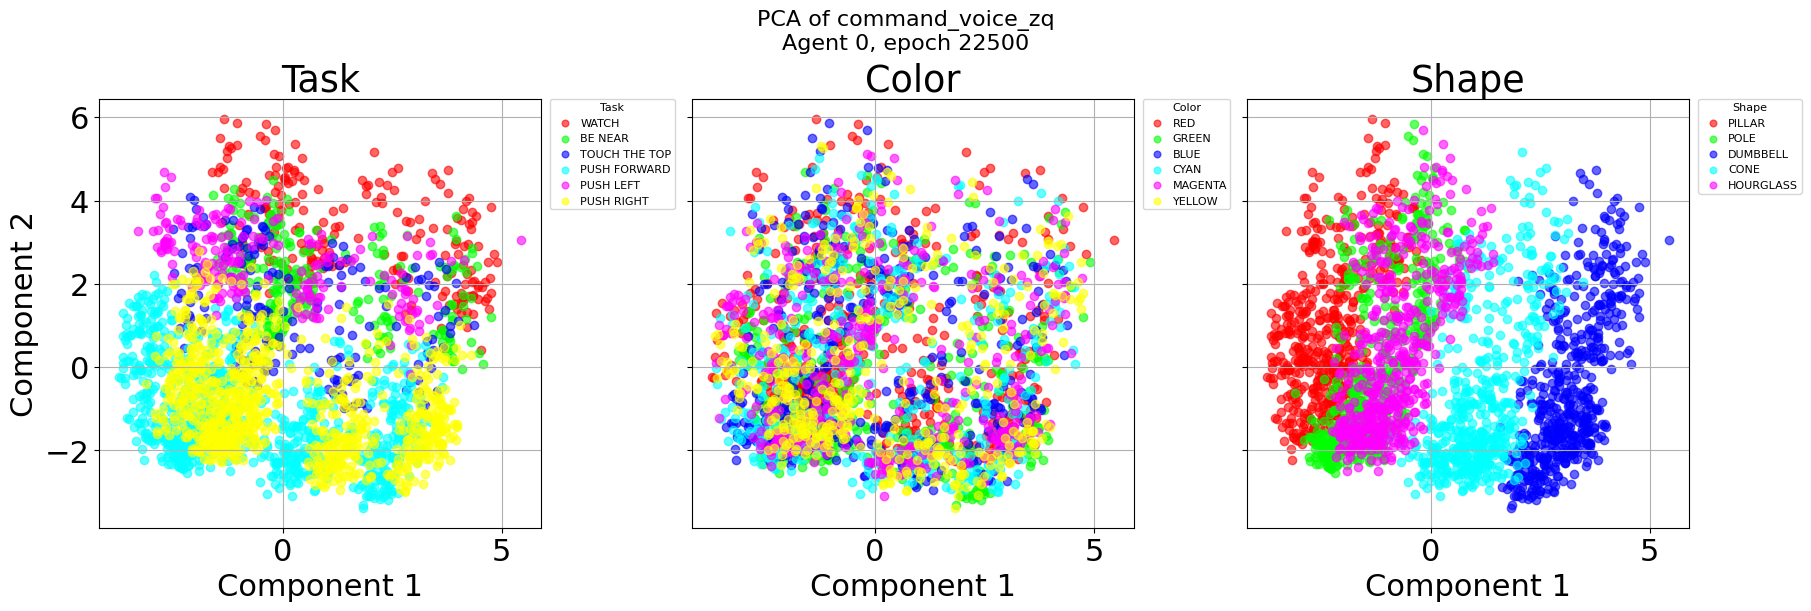 PCA of command_voice_zq
Agent 0, epoch 22500
Task
Component 2
6
4
2
0
−2
0
5
Component 1
Task
WATCH
BE NEAR
TOUCH THE TOP
PUSH FORWARD
PUSH LEFT
PUSH RIGHT
Color
0
5
Component 1
Color
RED
GREEN
BLUE
CYAN
MAGENTA
YELLOW
Shape
0
5
Component 1
Shape
PILLAR
POLE
DUMBBELL
CONE
HOURGLASS